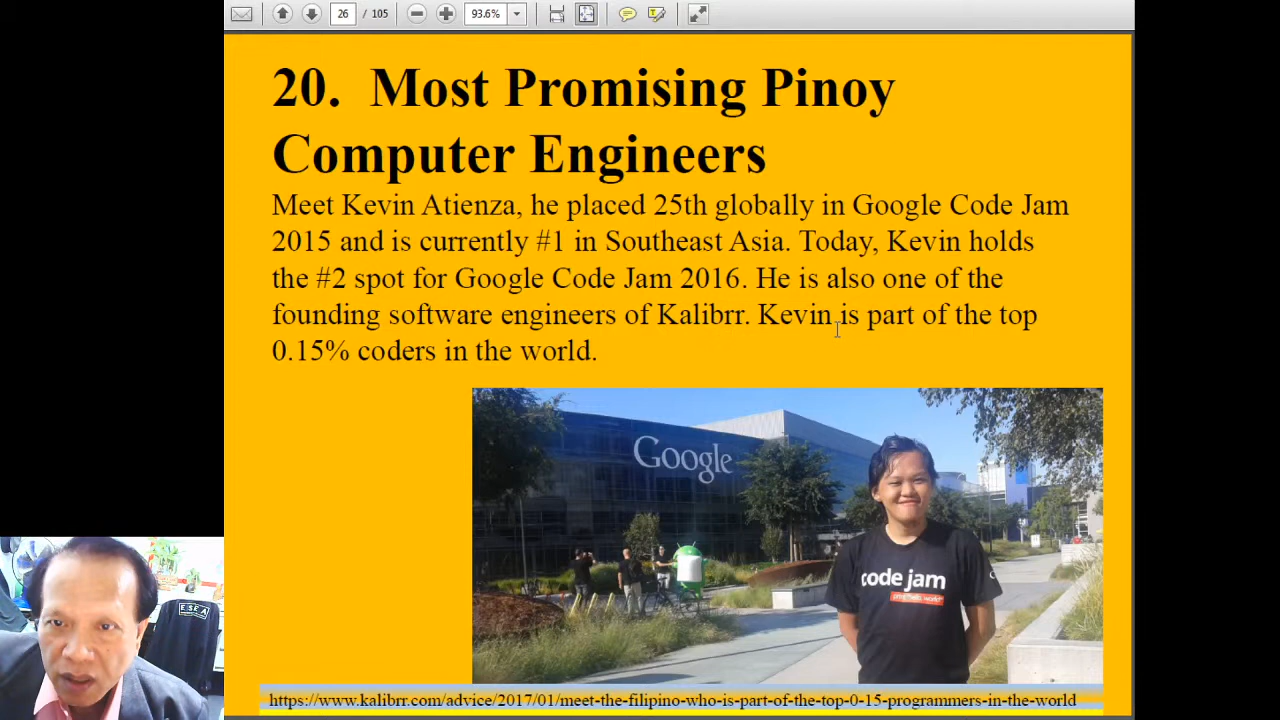 26 / 105
93.6%
20. Most Promising Pinoy
Computer Engineers
Meet Kevin Atienza, he placed 25th globally in Google Code Jam
2015 and is currently #1 in Southeast Asia. Today, Kevin holds
the #2 spot for Google Code Jam 2016. He is also one of the
founding software engineers of Kalibrr. Kevin is part of the top
0.15% coders in the world.
Google
code jam
ESEA
https://www.kalibrr.com/advice/2017/01/meet-the-filipino-who-is-part-of-the-top-0-15-programmers-in-the-world